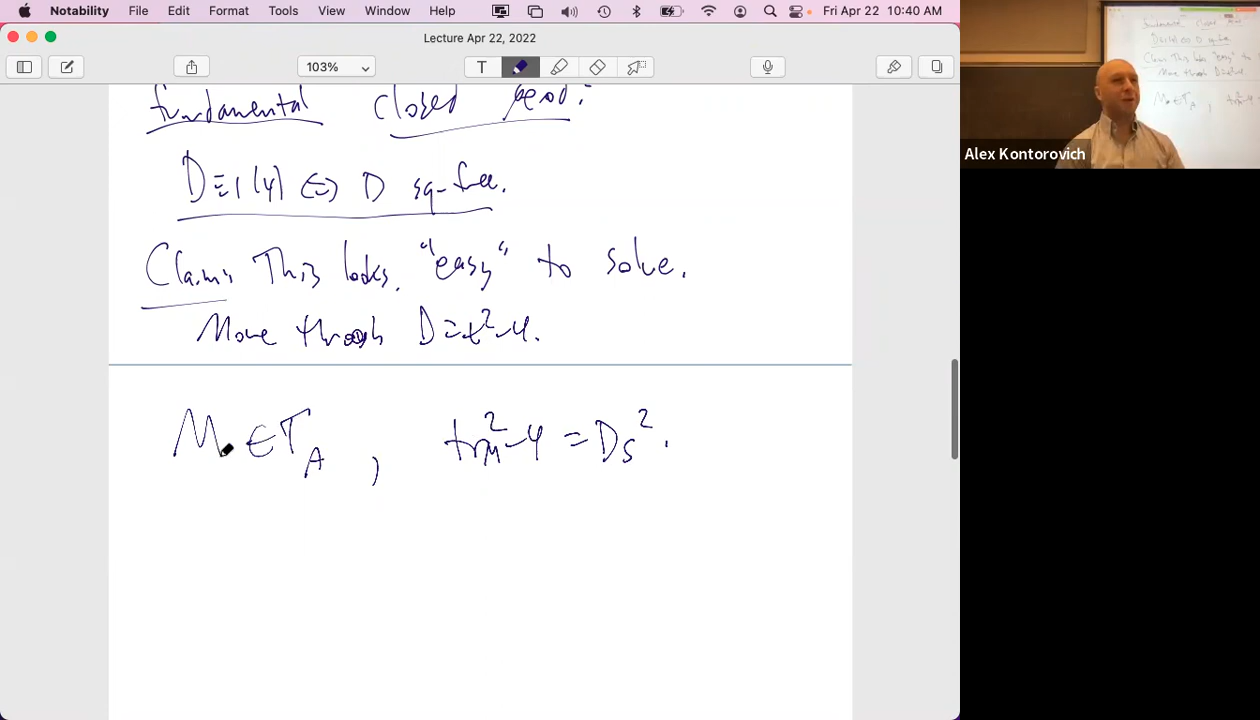 Notability File Edit Format Tools View Window Help Fri Apr 22 10:40 AM
Lecture Apr 22, 2022
103%
T
fundamental closed geod.?
D≡1(4) ⇔ D sq-free.
Claim: This looks "easy" to solve.
Move through D=t²-4.
M ∈ Γ_A , tr_M²-4 = Ds².
Alex Kontorovich